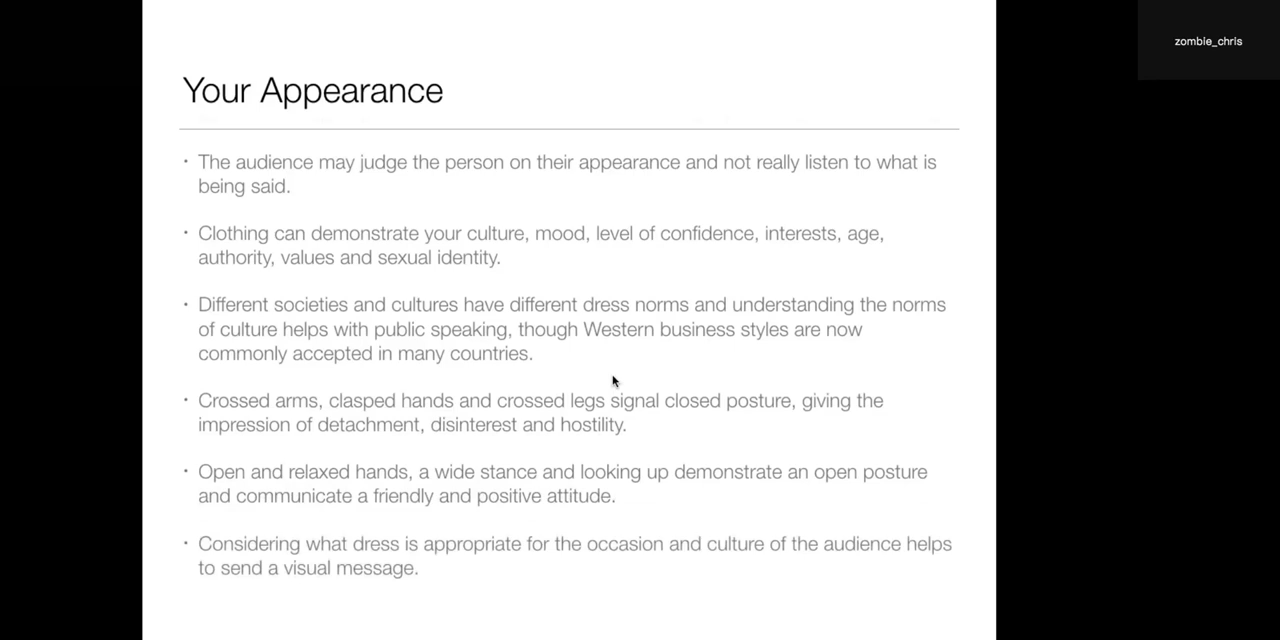 zombie_chris
Your Appearance
• The audience may judge the person on their appearance and not really listen to what is
being said.
• Clothing can demonstrate your culture, mood, level of confidence, interests, age,
authority, values and sexual identity.
• Different societies and cultures have different dress norms and understanding the norms
of culture helps with public speaking, though Western business styles are now
commonly accepted in many countries.
• Crossed arms, clasped hands and crossed legs signal closed posture, giving the
impression of detachment, disinterest and hostility.
• Open and relaxed hands, a wide stance and looking up demonstrate an open posture
and communicate a friendly and positive attitude.
• Considering what dress is appropriate for the occasion and culture of the audience helps
to send a visual message.